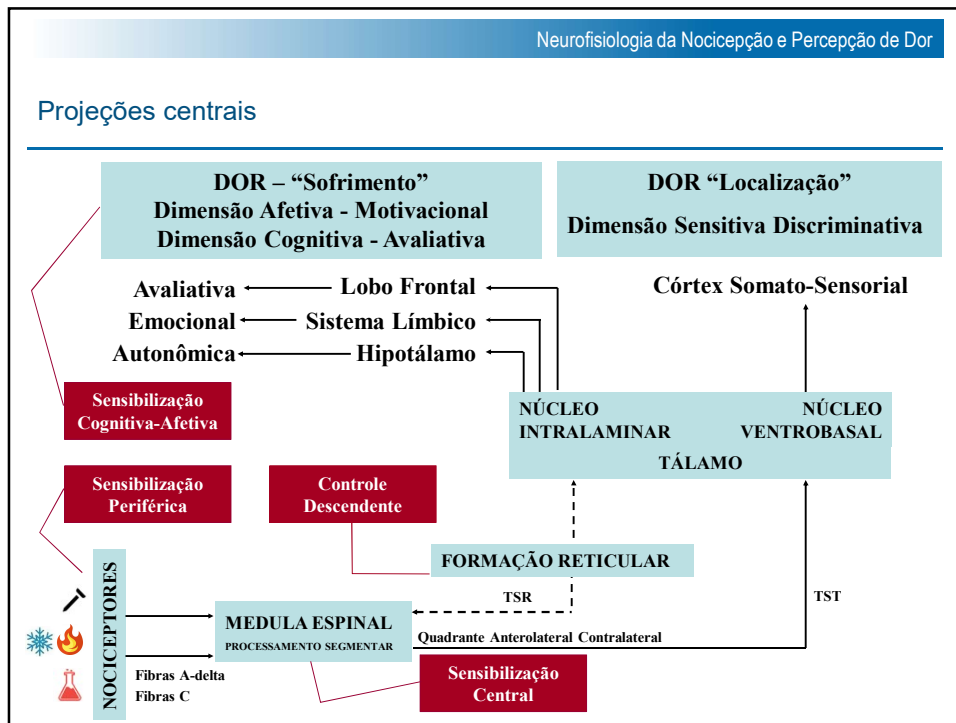 Neurofisiologia da Nocicepção e Percepção de Dor
Projeções centrais
DOR – “Sofrimento”
Dimensão Afetiva - Motivacional
Dimensão Cognitiva - Avaliativa
DOR “Localização”
Dimensão Sensitiva Discriminativa
Avaliativa
Lobo Frontal
Córtex Somato-Sensorial
Emocional
Sistema Límbico
Autonômica
Hipotálamo
Sensibilização
Cognitiva-Afetiva
NÚCLEO
INTRALAMINAR
NÚCLEO
VENTROBASAL
TÁLAMO
Sensibilização
Periférica
Controle
Descendente
FORMAÇÃO RETICULAR
TSR
TST
NOCICEPTORES
MEDULA ESPINAL
PROCESSAMENTO SEGMENTAR
Quadrante Anterolateral Contralateral
Fibras A-delta
Fibras C
Sensibilização
Central